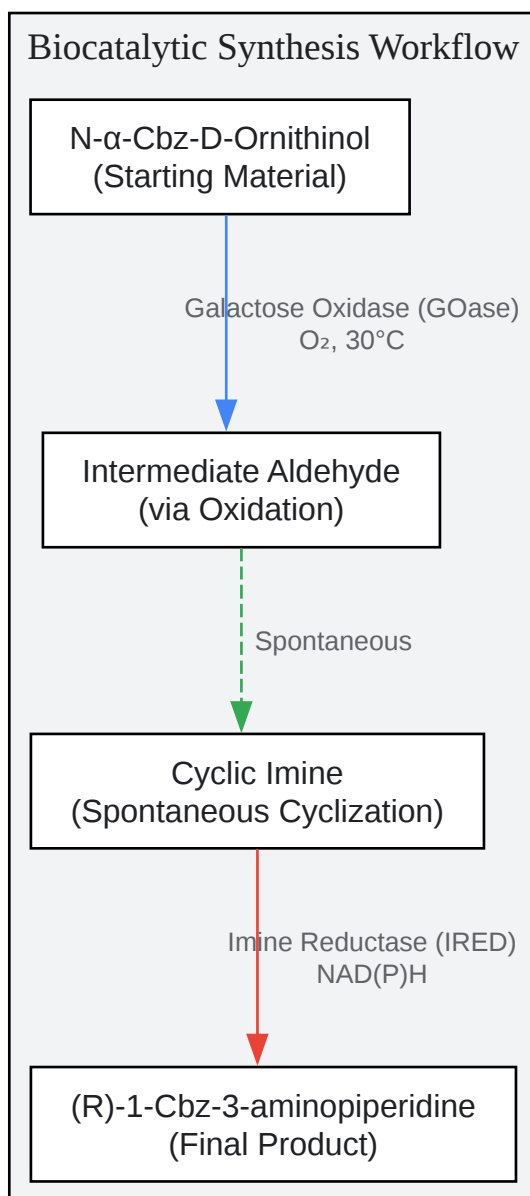 Biocatalytic Synthesis Workflow
N-α-Cbz-D-Ornithinol
(Starting Material)
Galactose Oxidase (GOase)
O₂, 30°C
Intermediate Aldehyde
(via Oxidation)
Spontaneous
Cyclic Imine
(Spontaneous Cyclization)
Imine Reductase (IRED)
NAD(P)H
(R)-1-Cbz-3-aminopiperidine
(Final Product)